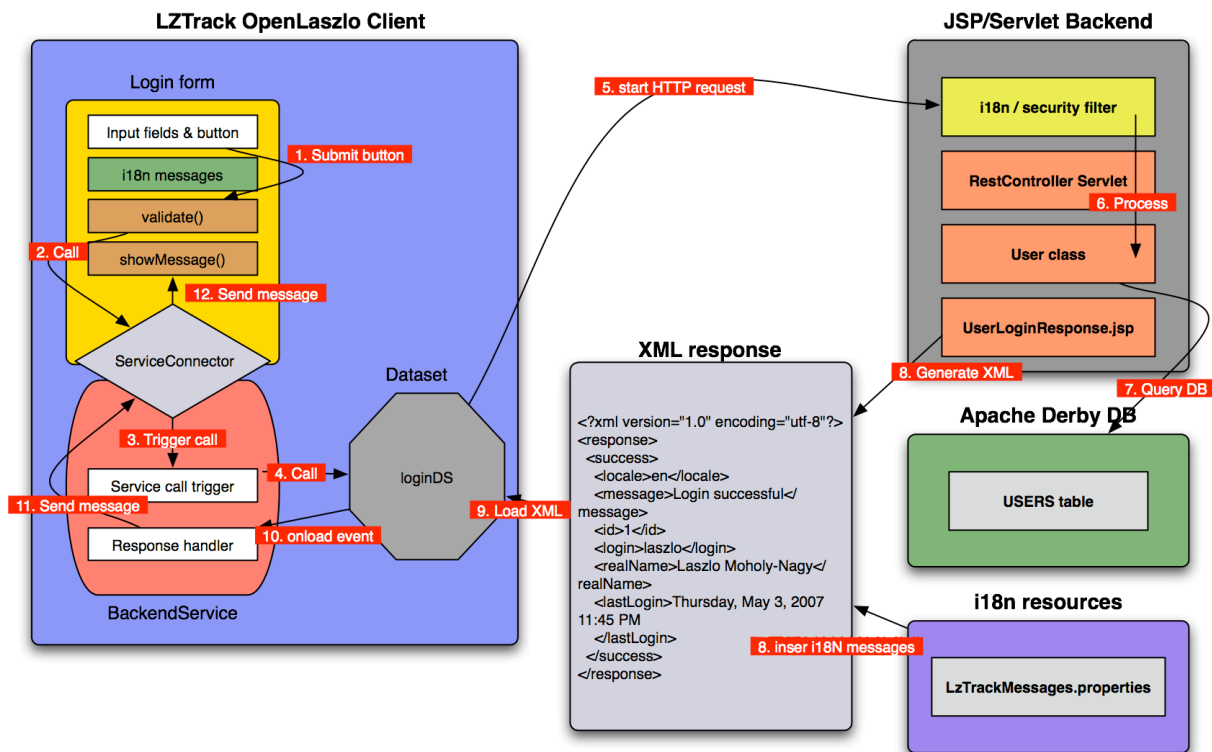 LZTrack OpenLaszlo Client
JSP/Servlet Backend
Login form
Input fields & button
1. Submit button
i18n messages
validate()
2. Call
showMessage()
12. Send message
ServiceConnector
3. Trigger call
Service call trigger
4. Call
11. Send message
Response handler
10. onload event
BackendService
Dataset
loginDS
5. start HTTP request
i18n / security filter
RestController Servlet
6. Process
User class
UserLoginResponse.jsp
8. Generate XML
7. Query DB
XML response
<?xml version="1.0" encoding="utf-8"?>
<response>
<success>
<locale>en</locale>
<message>Login successful</
message>
<id>1</id>
<login>laszlo</login>
<realName>Laszlo Moholy-Nagy</
realName>
<lastLogin>Thursday, May 3, 2007
11:45 PM
</lastLogin>
</success>
</response>
9. Load XML
Apache Derby DB
USERS table
i18n resources
8. inser i18N messages
LzTrackMessages.properties